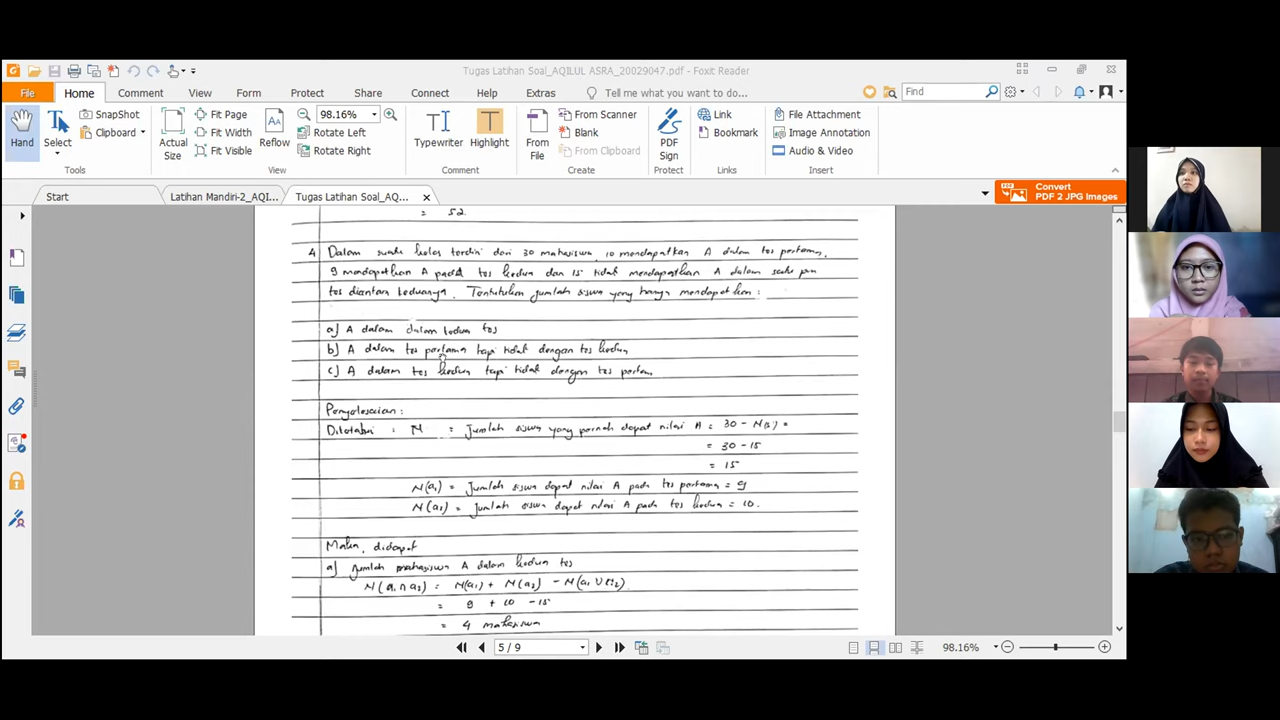 Tugas Latihan Soal_AQILUL ASRA_20029047.pdf - Foxit Reader
File Home Comment View Form Protect Share Connect Help Extras Tell me what you want to do... Find
Hand
Select
SnapShot
Clipboard
Actual Size
Fit Page
Fit Width
Fit Visible
Reflow
98.16%
Rotate Left
Rotate Right
Typewriter
Highlight
From File
From Scanner
Blank
From Clipboard
PDF Sign
Link
Bookmark
File Attachment
Image Annotation
Audio & Video
Tools View Comment Create Protect Links Insert
Start Latihan Mandiri-2_AQI... Tugas Latihan Soal_AQ...
Convert
PDF 2 JPG Images
= 52
4 Dalam suatu kelas terdiri dari 30 mahasiswa, 10 mendapatkan A dalam tes pertama,
9 mendapatkan A pada tes kedua dan 15 tidak mendapatkan A dalam satu pun
tes diantara keduanya. jumlah siswa yang hanya mendapatkan :
a) A dalam dalam kedua tes
b) A dalam tes pertama tapi tidak dengan tes kedua
c) A dalam tes kedua tapi tidak dengan tes pertama
Penyelesaian :
Diketahui : N = Jumlah siswa yang pernah dapat nilai A = 30 -
= 30 - 15
= 15
N(a₁) = Jumlah siswa dapat nilai A pada tes pertama = 9
= Jumlah siswa dapat nilai A pada tes kedua = 10.
Maka, didapat
a) Jumlah mahasiswa A dalam kedua tes
N(a₁ ∩ a₂) = N(a₁) + N(a₂) - N(a₁ ∪ a₂)
= 9 + 10 - 15
= 4 mahasiswa
5 / 9
98.16%